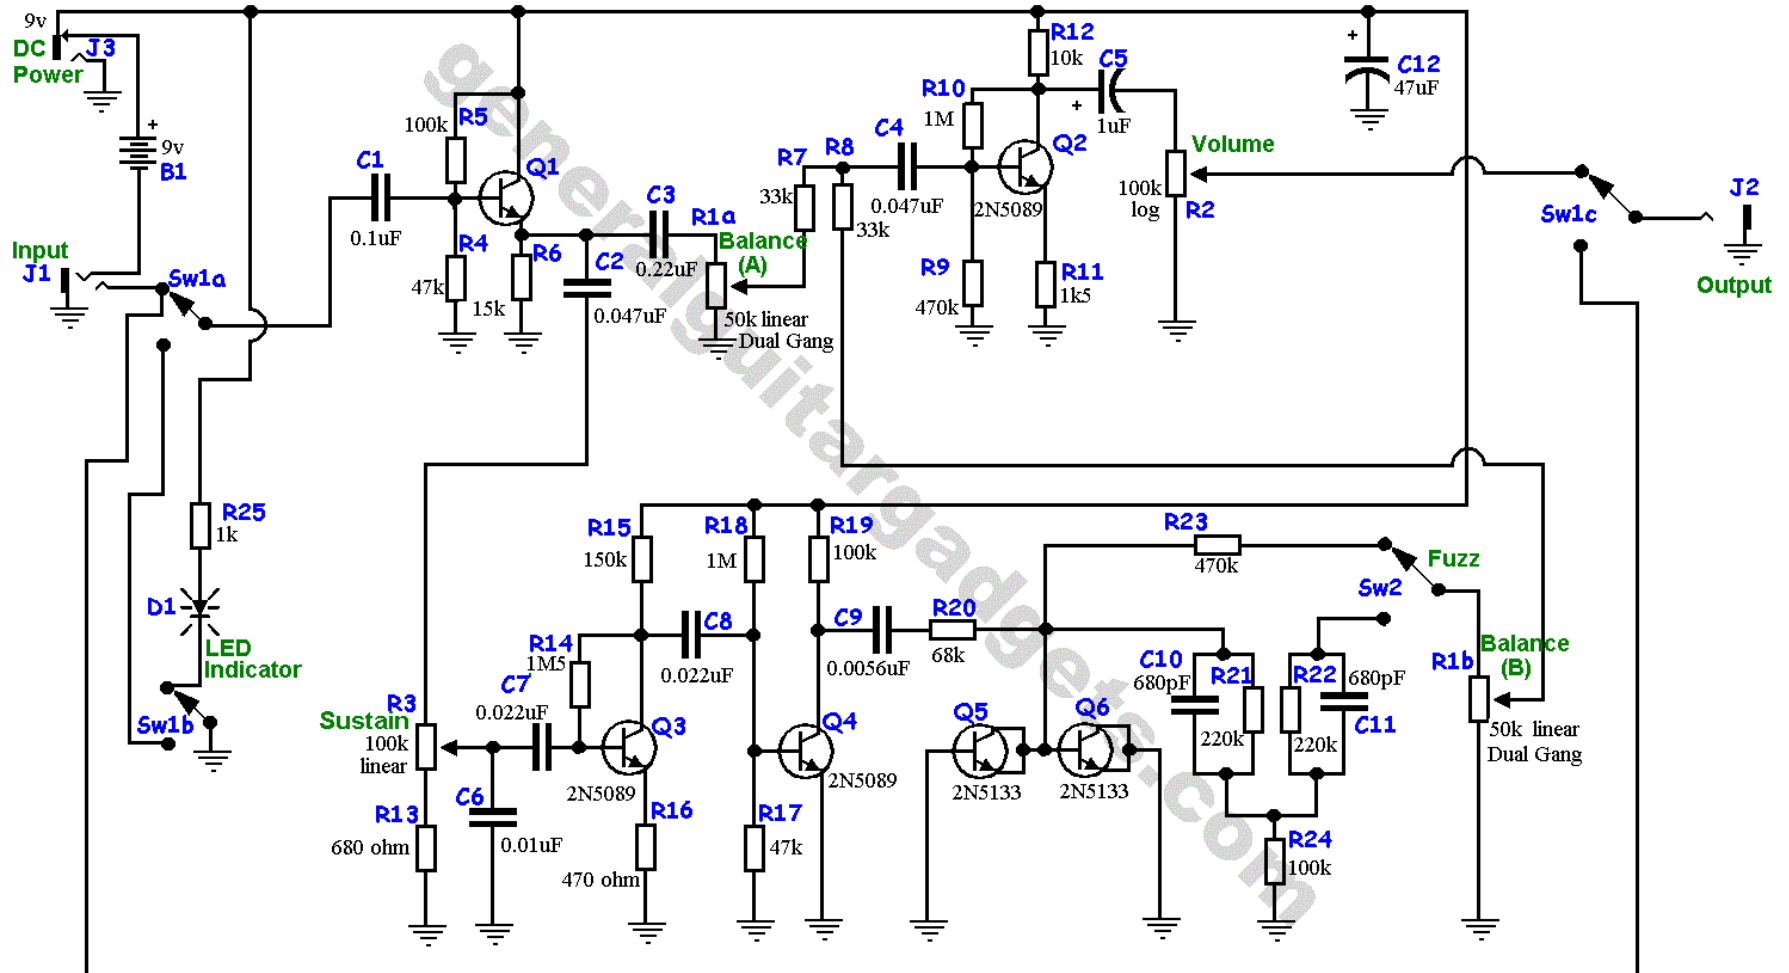 9v
DC
Power
J3
+
9v
B1
Input
J1
Sw1a
R5
100k
C1
0.1uF
Q1
R4
47k
R6
15k
C2
0.047uF
C3
0.22uF
R1a
Balance
(A)
50k linear
Dual Gang
R7
33k
R8
33k
C4
0.047uF
R10
1M
R12
10k
C5
+
1uF
Q2
2N5089
R9
470k
R11
1k5
Volume
100k
log
R2
+
C12
47uF
Sw1c
J2
Output
R25
1k
D1
LED
Indicator
Sw1b
R3
Sustain
100k
linear
R13
680 ohm
C6
0.01uF
C7
0.022uF
R14
1M5
R15
150k
Q3
2N5089
R16
470 ohm
C8
0.022uF
R18
1M
R19
100k
Q4
2N5089
R17
47k
C9
0.0056uF
R20
68k
Q5
2N5133
Q6
2N5133
R23
470k
Fuzz
Sw2
C10
680pF
R21
220k
R22
220k
680pF
C11
R24
100k
Balance
(B)
R1b
50k linear
Dual Gang
generalguitargadgets.com